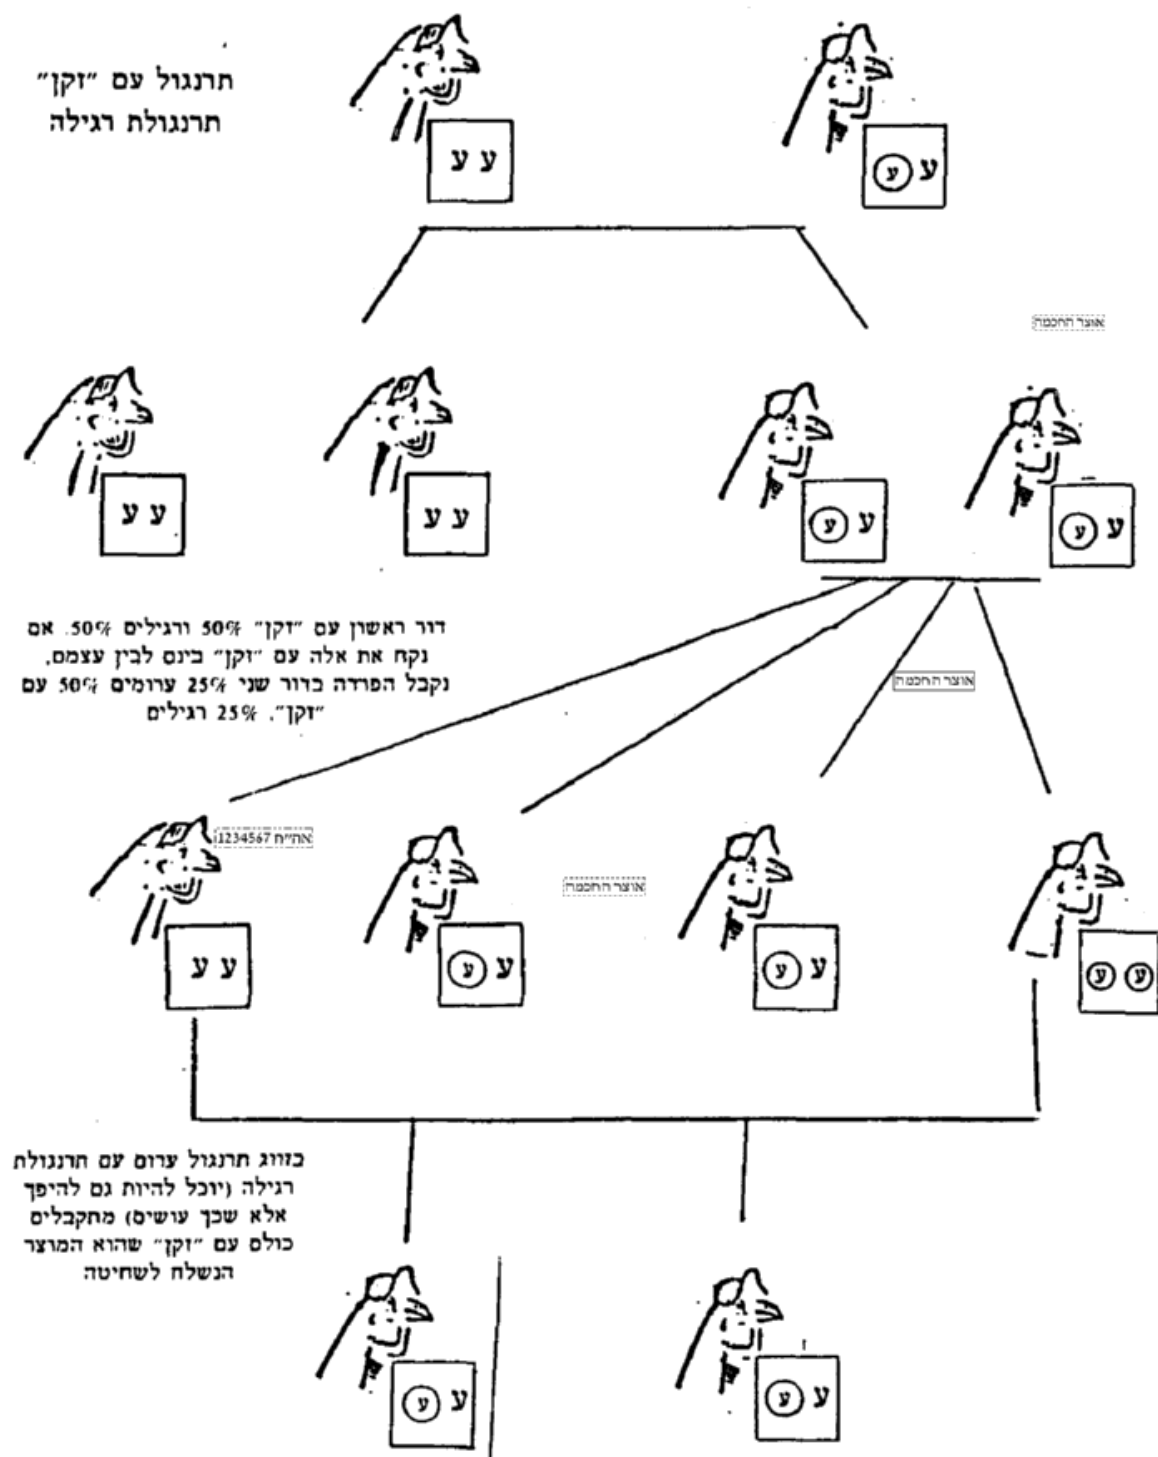 תרנגול עם "זקן"
תרנגולת רגילה
ע ע
ע ע
אוצר החכמה
ע ע
ע ע
ע ע
ע ע
דור ראשון עם "זקן" 50% ורגילים 50%. אם
נקח את אלה עם "זקן" בינם לבין עצמם,
נקבל הפרדה בדור שני 25% ערומים 50% עם
"זקן", 25% רגילים
אוצר החכמה
אה"ח 1234567
אוצר החכמה
ע ע
ע ע
ע ע
ע ע
בזווג תרנגול ערום עם תרנגולת
רגילה (יוכל להיות גם להיפך
אלא שכך עושים) מתקבלים
כולם עם "זקן" שהוא המוצר
הנשלח לשחיטה
ע ע
ע ע